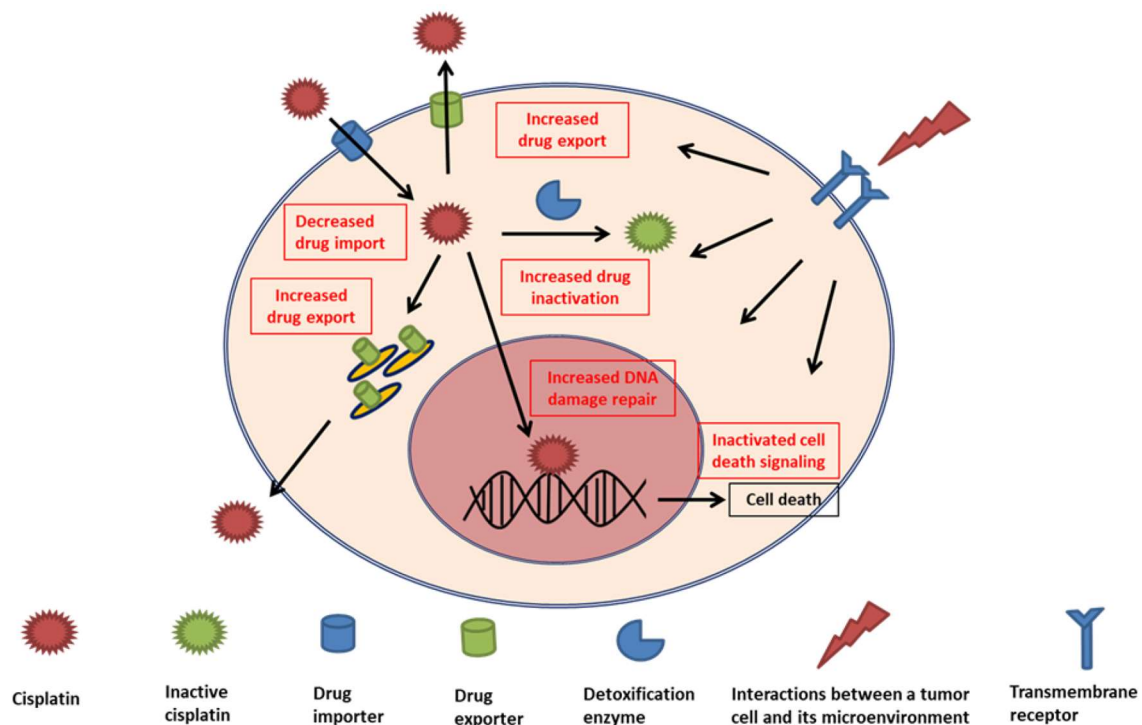 Increased
drug export
Decreased
drug import
Increased drug
inactivation
Increased
drug export
Increased DNA
damage repair
Inactivated cell
death signaling
Cell death
Cisplatin
Inactive
cisplatin
Drug
importer
Drug
exporter
Detoxification
enzyme
Interactions between a tumor
cell and its microenvironment
Transmembrane
receptor